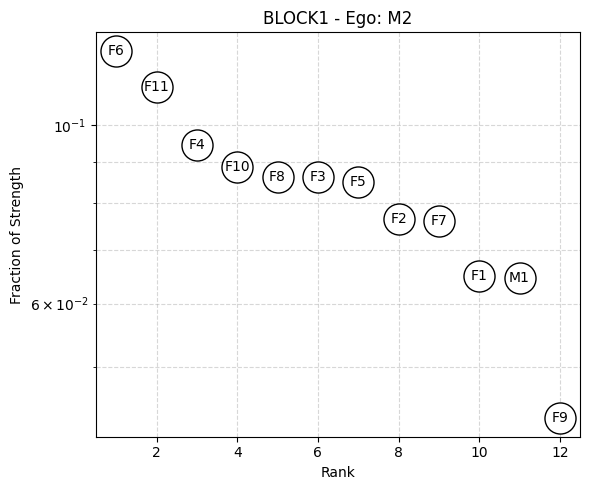 BLOCK1 - Ego: M2
Fraction of Strength
10⁻¹
6 × 10⁻²
F6
F11
F4
F10
F8
F3
F5
F2
F7
F1
M1
F9
2
4
6
8
10
12
Rank